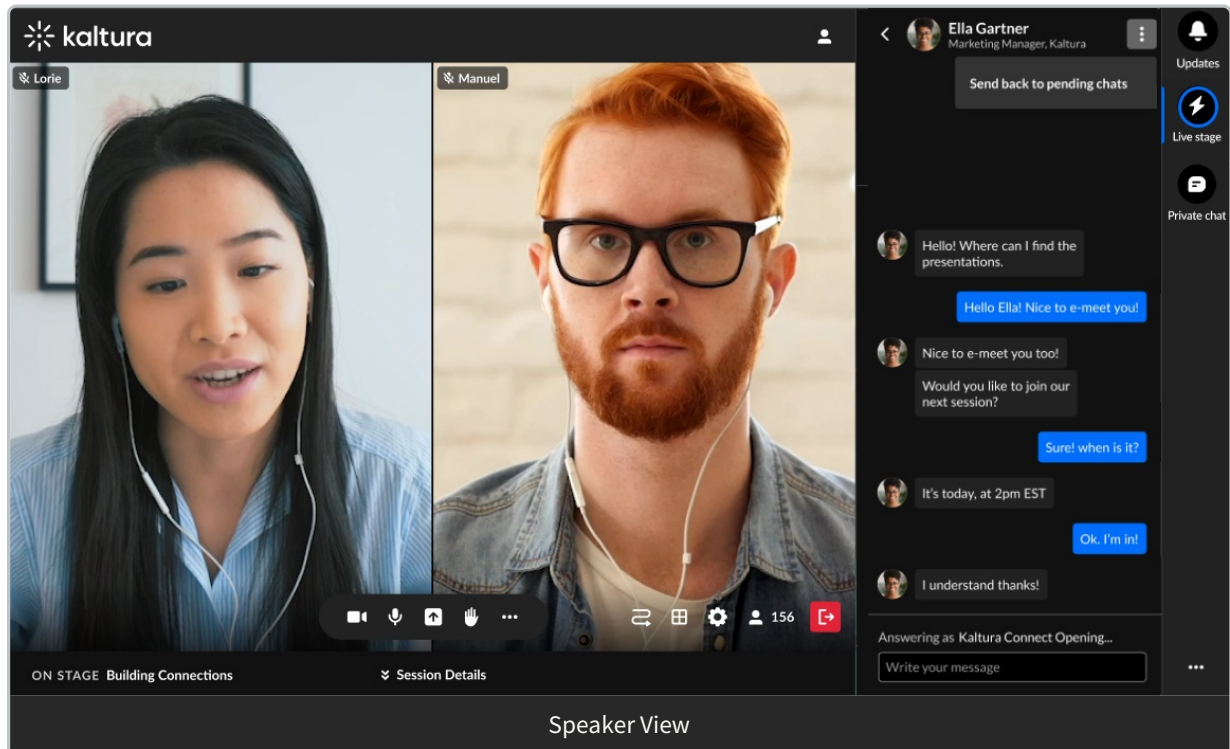 kaltura
Lorie
Manuel
156
ON STAGE Building Connections
Session Details
Ella Gartner
Marketing Manager, Kaltura
Send back to pending chats
Hello! Where can I find the
presentations.
Hello Ella! Nice to e-meet you!
Nice to e-meet you too!
Would you like to join our
next session?
Sure! when is it?
It's today, at 2pm EST
Ok. I'm in!
I understand thanks!
Answering as Kaltura Connect Opening...
Write your message
Updates
Live stage
Private chat
Speaker View